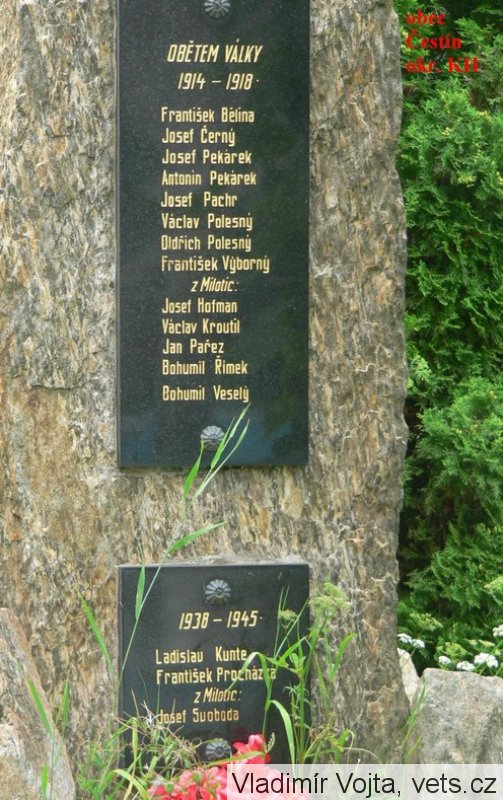 obec
Čestín
okr. KH
OBĚTEM VÁLKY
1914 – 1918
František Bělina
Josef Černý
Josef Pekárek
Antonín Pekárek
Josef Pachr
Václav Polesný
Oldřich Polesný
František Výborný
z Milotic:
Josef Hofman
Václav Kroutil
Jan Pařez
Bohumil Římek
Bohumil Veselý
1938 – 1945
Ladislav Kunte
František Procházka
z Milotic:
Josef Svoboda
Vladimír Vojta, vets.cz